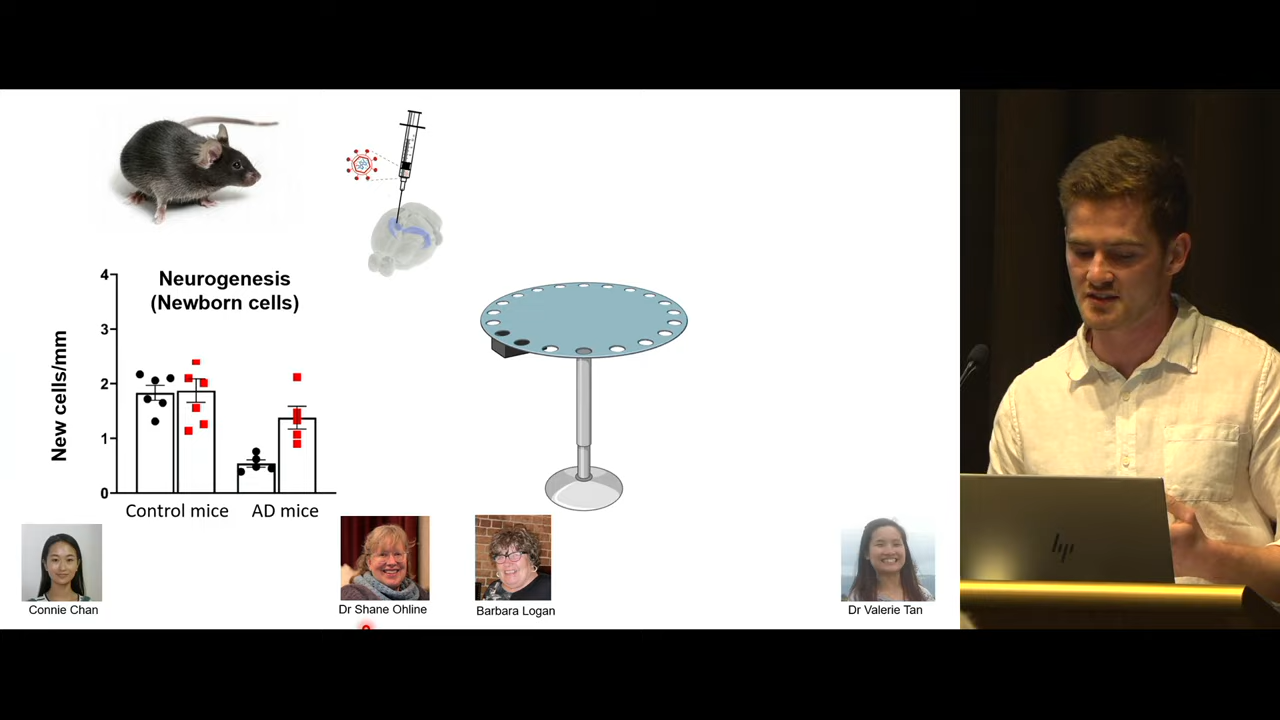 Neurogenesis
(Newborn cells)
New cells/mm
4
3
2
1
0
Control mice
AD mice
Connie Chan
Dr Shane Ohline
Barbara Logan
Dr Valerie Tan
hp